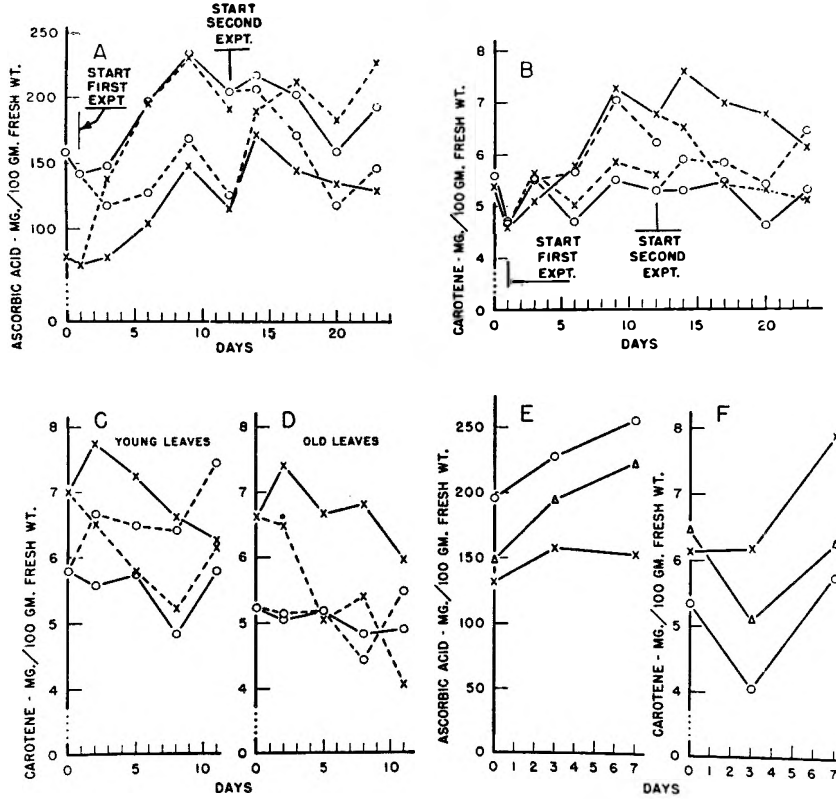 A
START
FIRST
EXPT
START
SECOND
EXPT.
ASCORBIC ACID - MG./100 GM. FRESH WT.
250
200
150
100
0
0 5 10 15 20
DAYS
B
START
FIRST
EXPT.
START
SECOND
EXPT.
CAROTENE - MG./100 GM. FRESH WT.
8
7
6
5
4
0
0 5 10 15 20
DAYS
C
YOUNG LEAVES
CAROTENE - MG./100 GM. FRESH WT.
8
7
6
5
4
0
0 5 10
DAYS
D
OLD LEAVES
8
7
6
5
4
0
0 5 10
DAYS
E
ASCORBIC ACID - MG./100 GM. FRESH WT.
250
200
150
100
50
0
0 1 2 3 4 5 6 7
DAYS
F
CAROTENE - MG./100 GM. FRESH WT.
8
7
6
5
4
0
0 1 2 3 4 5 6 7